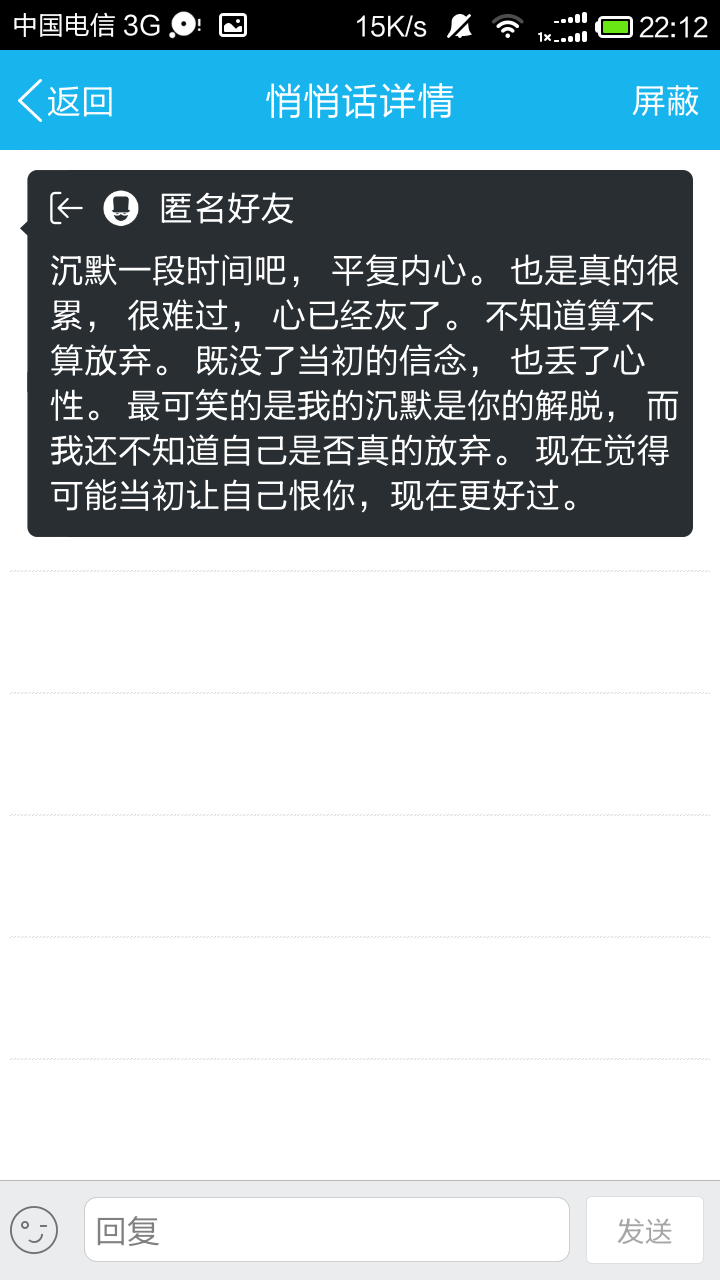 中国电信 3G 15K/s 1× 22:12
返回 悄悄话详情 屏蔽
匿名好友
沉默一段时间吧， 平复内心。 也是真的很
累， 很难过， 心已经灰了。 不知道算不
算放弃。 既没了当初的信念， 也丢了心
性。 最可笑的是我的沉默是你的解脱， 而
我还不知道自己是否真的放弃。 现在觉得
可能当初让自己恨你，现在更好过。
回复 发送